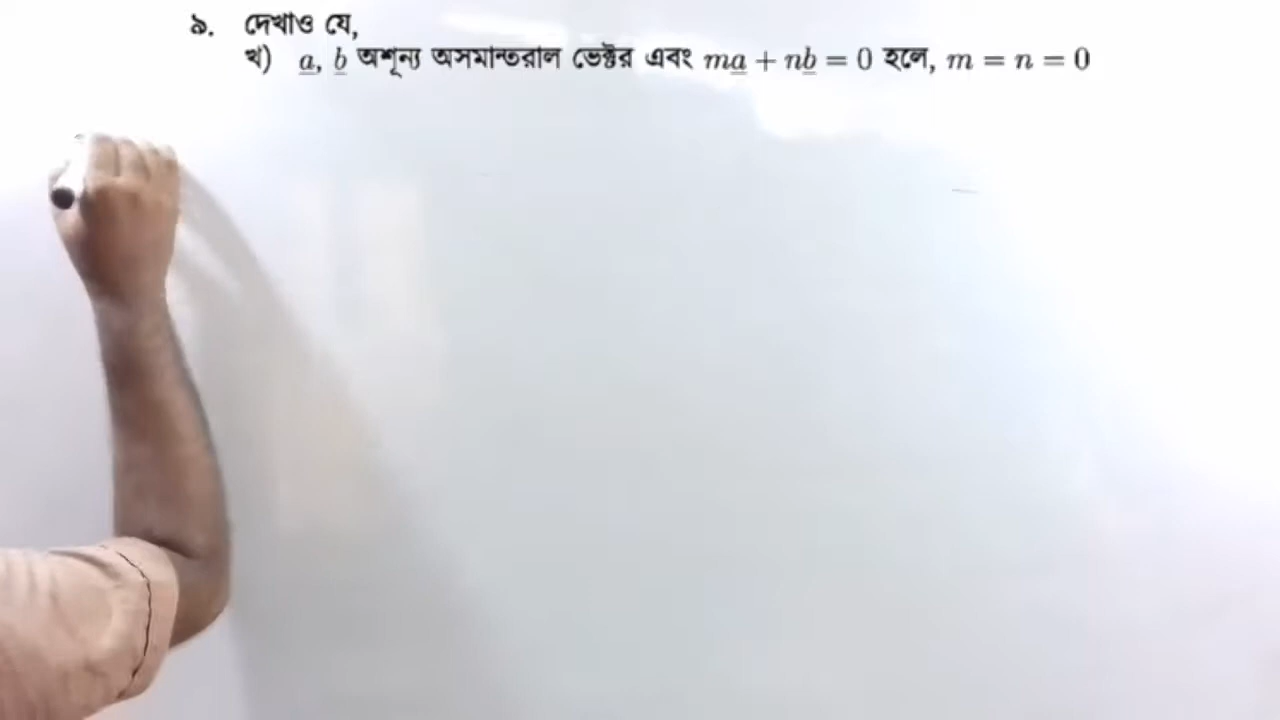 ৯. দেখাও যে,
খ) a, b অশূন্য অসমান্তরাল ভেক্টর এবং ma + nb = 0 হলে, m = n = 0